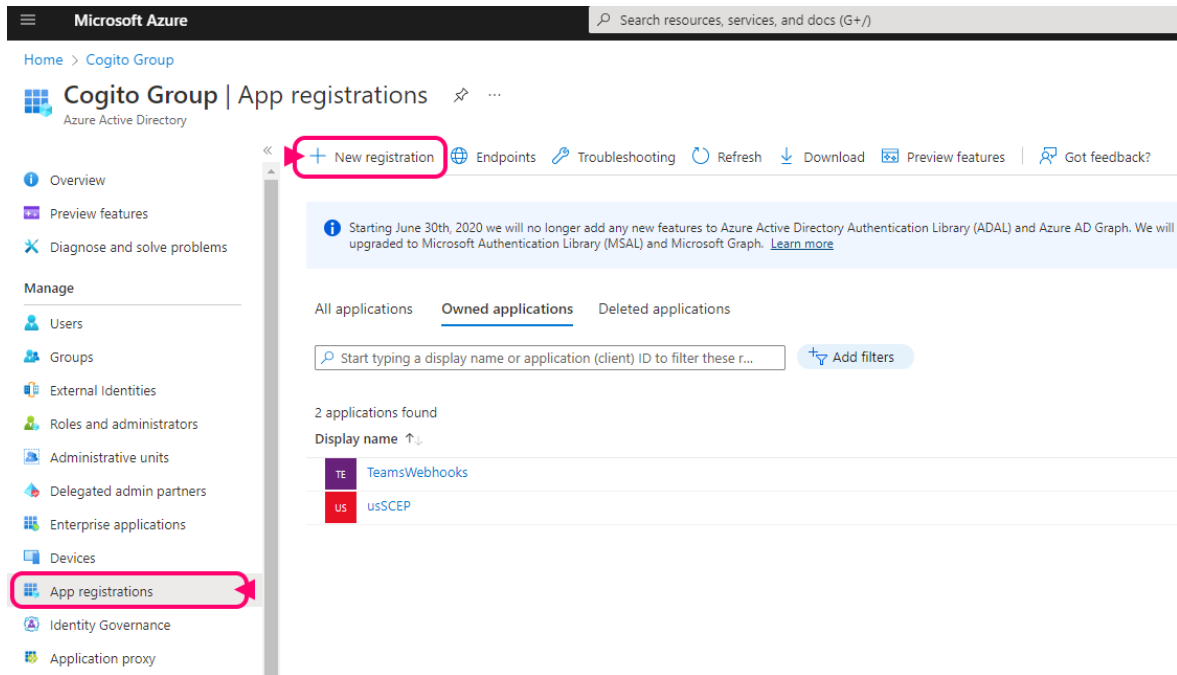 Microsoft Azure
Search resources, services, and docs (G+/)
Home > Cogito Group
Cogito Group | App registrations
Azure Active Directory
New registration
Endpoints
Troubleshooting
Refresh
Download
Preview features
Got feedback?
Overview
Preview features
Diagnose and solve problems
Manage
Users
Groups
External Identities
Roles and administrators
Administrative units
Delegated admin partners
Enterprise applications
Devices
App registrations
Identity Governance
Application proxy
Starting June 30th, 2020 we will no longer add any new features to Azure Active Directory Authentication Library (ADAL) and Azure AD Graph. We will
upgraded to Microsoft Authentication Library (MSAL) and Microsoft Graph. Learn more
All applications
Owned applications
Deleted applications
Start typing a display name or application (client) ID to filter these r...
Add filters
2 applications found
Display name
TE TeamsWebhooks
US usSCEP